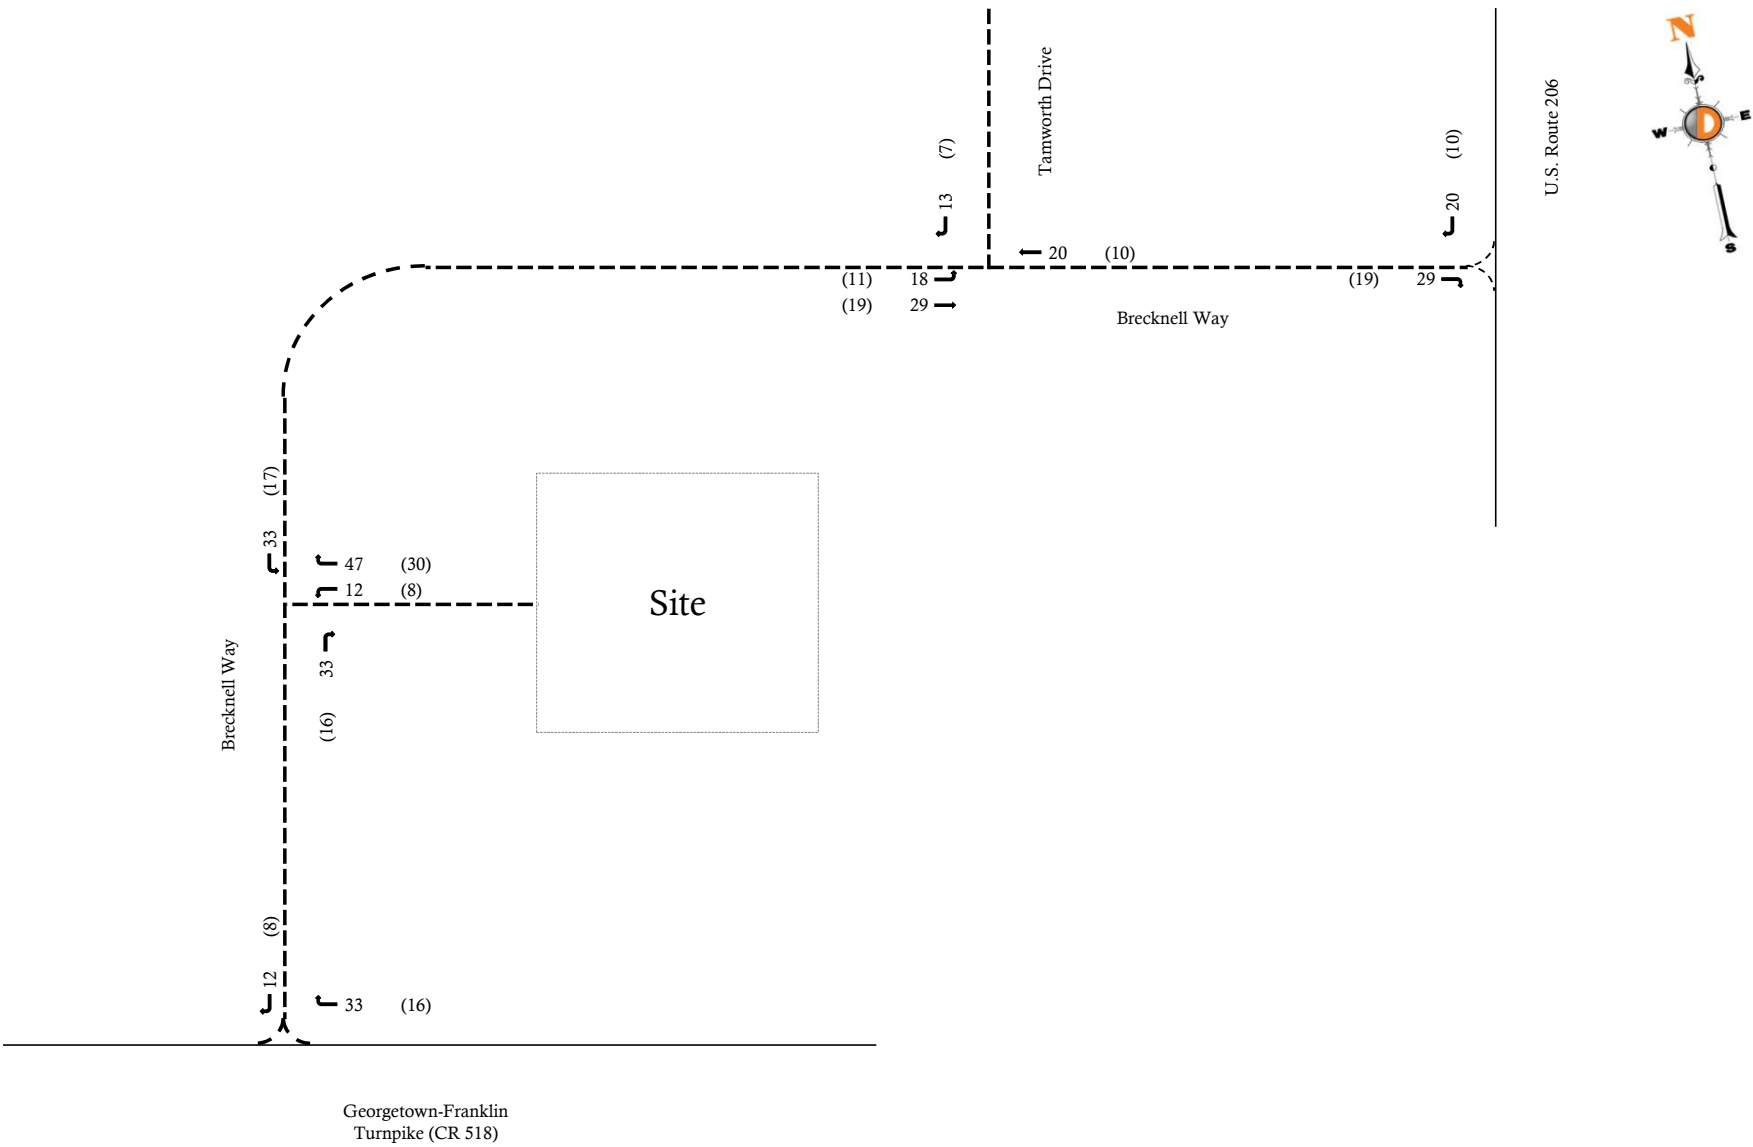 N
W
E
S
D
Tamworth Drive
U.S. Route 206
(7)
13
(10)
20
20 (10)
(11) 18
(19) 29
(19) 29
Brecknell Way
(17)
33
47 (30)
12 (8)
Site
33
(16)
Brecknell Way
(8)
12
33 (16)
Georgetown-Franklin
Turnpike (CR 518)